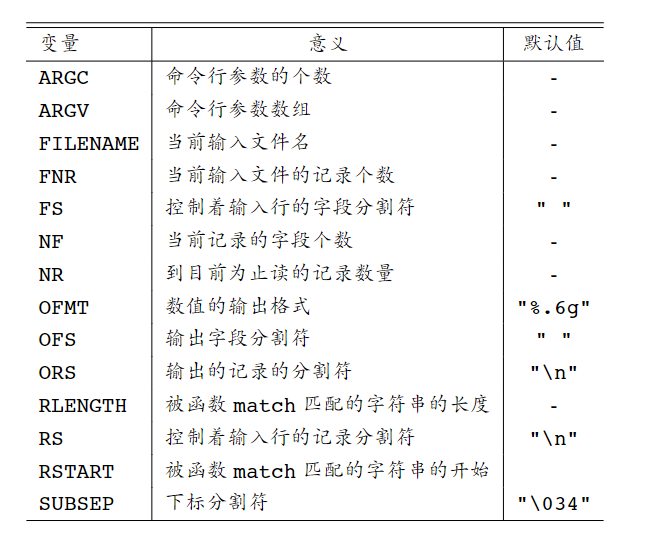 变量 意义 默认值
ARGC 命令行参数的个数 -
ARGV 命令行参数数组 -
FILENAME 当前输入文件名 -
FNR 当前输入文件的记录个数 -
FS 控制着输入行的字段分割符 " "
NF 当前记录的字段个数 -
NR 到目前为止读的记录数量 -
OFMT 数值的输出格式 "%.6g"
OFS 输出字段分割符 " "
ORS 输出的记录的分割符 "\n"
RLENGTH 被函数 match 匹配的字符串的长度 -
RS 控制着输入行的记录分割符 "\n"
RSTART 被函数 match 匹配的字符串的开始
SUBSEP 下标分割符 "\034"